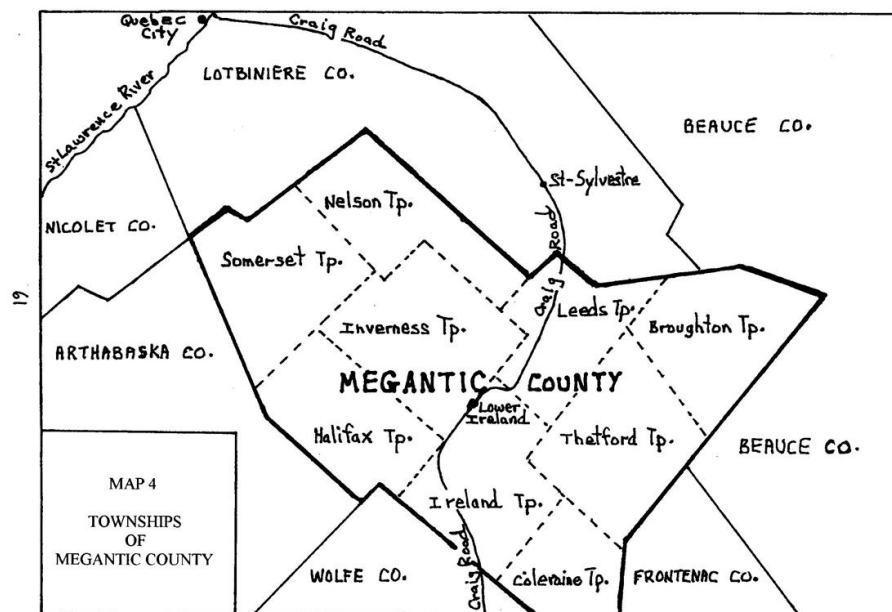 Quebec
City
Craig
Road
LOTBINIERE CO.
St Lawrence River
BEAUCE CO.
St-Sylvestre
Nelson Tp.
NICOLET CO.
Somerset Tp.
Road
Craig
Leeds Tp.
Broughton Tp.
19
Inverness Tp.
ARTHABASKA CO.
MEGANTIC COUNTY
Lower
Ireland
Halifax Tp.
Thetford Tp.
BEAUCE CO.
MAP 4
TOWNSHIPS
OF
MEGANTIC COUNTY
Ireland Tp.
WOLFE CO.
Craig Road
Coleraine Tp.
FRONTENAC CO.